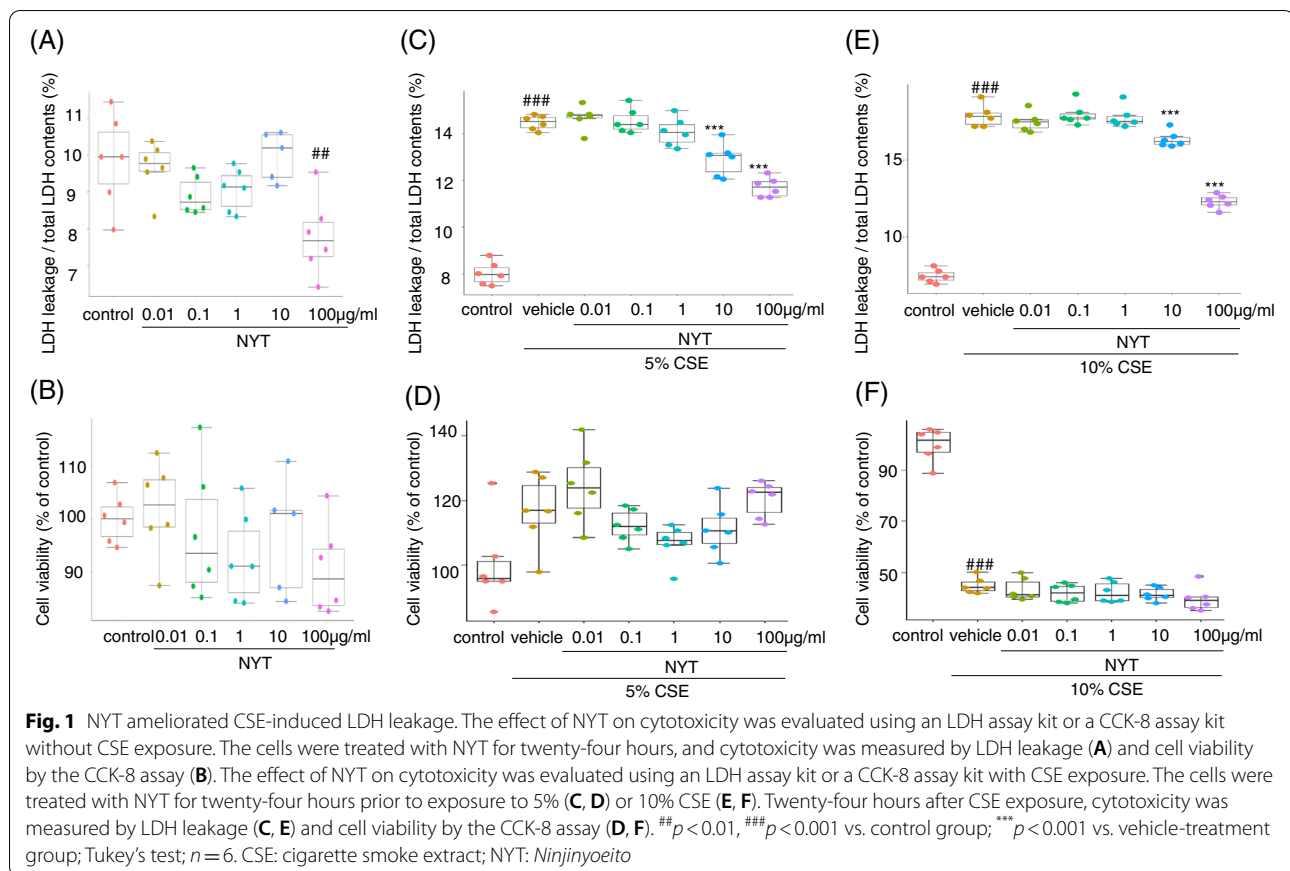 (A)
LDH leakage / total LDH contents (%)
11
10
9
8
7
##
control 0.01 0.1 1 10 100µg/ml
NYT
(C)
LDH leakage / total LDH contents (%)
14
12
10
8
###
***
***
control vehicle 0.01 0.1 1 10 100µg/ml
NYT
5% CSE
(E)
LDH leakage / total LDH contents (%)
15
10
###
***
***
control vehicle 0.01 0.1 1 10 100µg/ml
NYT
10% CSE
(B)
Cell viability (% of control)
110
100
90
control 0.01 0.1 1 10 100µg/ml
NYT
(D)
Cell viability (% of control)
140
120
100
control vehicle 0.01 0.1 1 10 100µg/ml
NYT
5% CSE
(F)
Cell viability (% of control)
90
50
###
control vehicle 0.01 0.1 1 10 100µg/ml
NYT
10% CSE
Fig. 1 NYT ameliorated CSE-induced LDH leakage. The effect of NYT on cytotoxicity was evaluated using an LDH assay kit or a CCK-8 assay kit
without CSE exposure. The cells were treated with NYT for twenty-four hours, and cytotoxicity was measured by LDH leakage (A) and cell viability
by the CCK-8 assay (B). The effect of NYT on cytotoxicity was evaluated using an LDH assay kit or a CCK-8 assay kit with CSE exposure. The cells were
treated with NYT for twenty-four hours prior to exposure to 5% (C, D) or 10% CSE (E, F). Twenty-four hours after CSE exposure, cytotoxicity was
measured by LDH leakage (C, E) and cell viability by the CCK-8 assay (D, F). ##p < 0.01, ###p < 0.001 vs. control group; ***p < 0.001 vs. vehicle-treatment
group; Tukey's test; n = 6. CSE: cigarette smoke extract; NYT: Ninjinyoeito